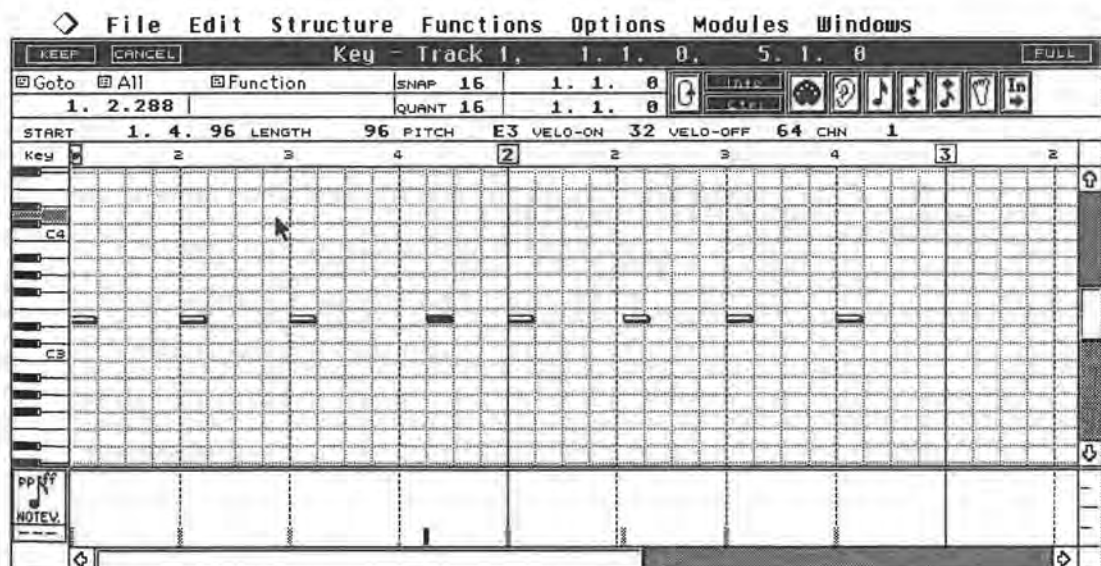 File Edit Structure Functions Options Modules Windows
KEEP CANCEL Key - Track 1, 1. 1. 0, 5. 1. 0 FULL
Goto All Function SNAP 16 1. 1. 0
1. 2.288 QUANT 16 1. 1. 0 In
START 1. 4. 96 LENGTH 96 PITCH E3 VELO-ON 32 VELO-OFF 64 CHN 1
Key 2 3 4 2 2 3 4 3 2
C4
C3
PP ff
NOTEV.
---